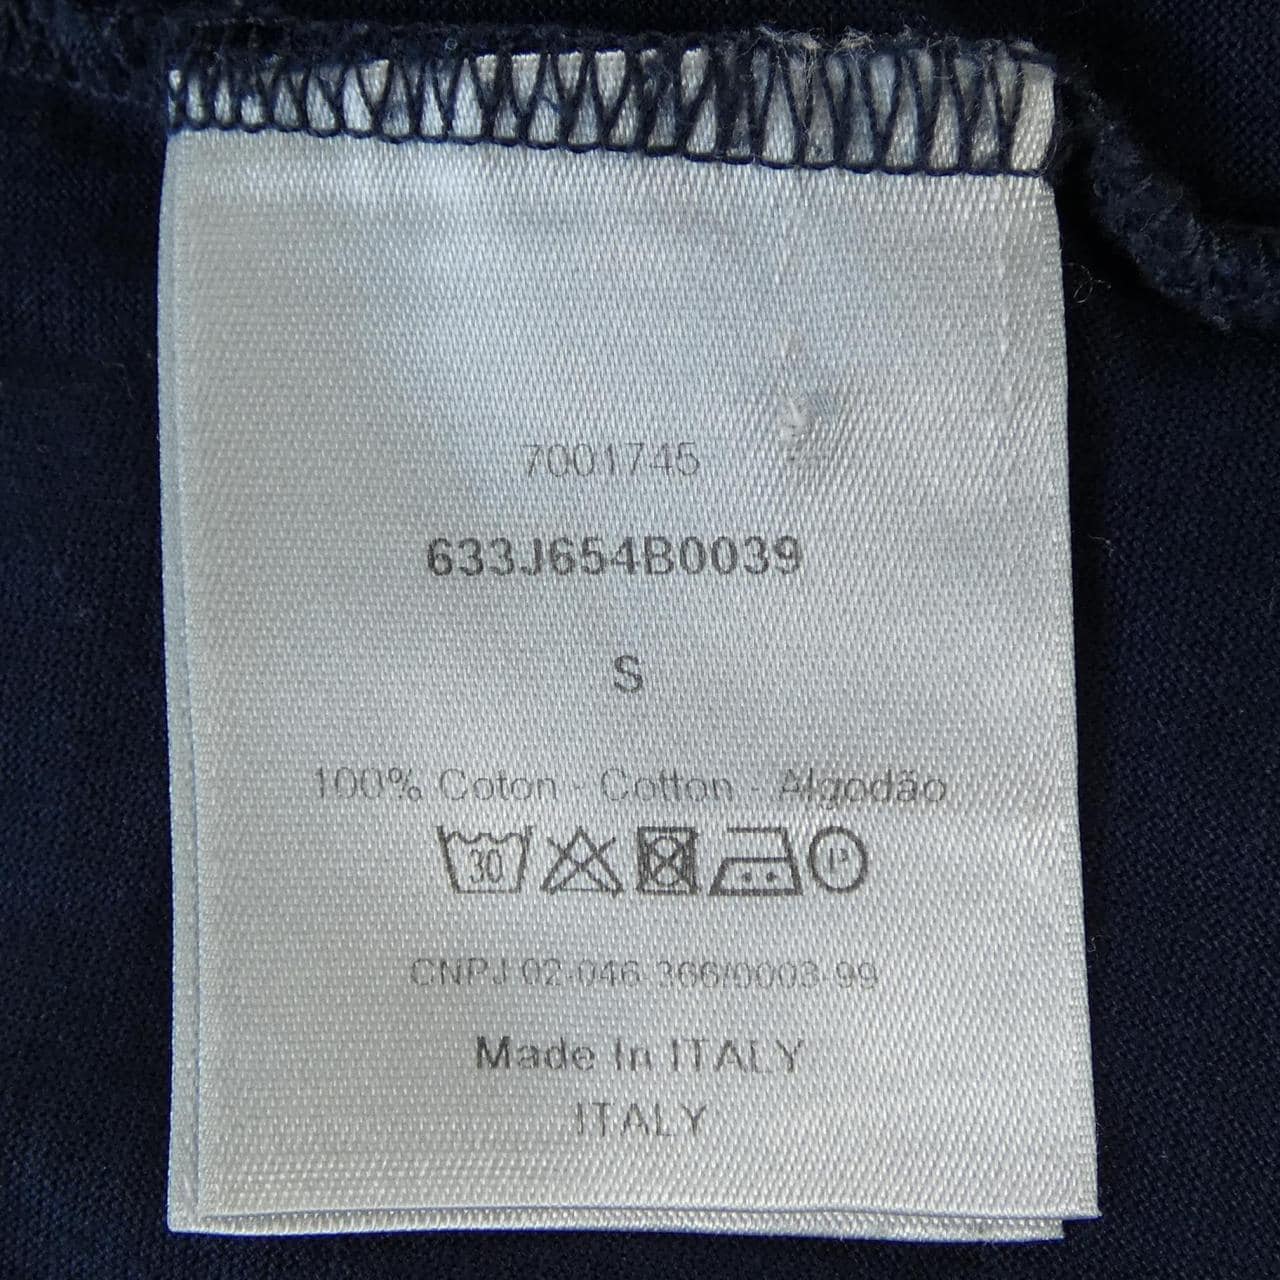 7001745
633J654B0039
S
100% Coton - Cotton - Algodão
30 P
CNPJ 02-046-366/0003-99
Made In ITALY
ITALY